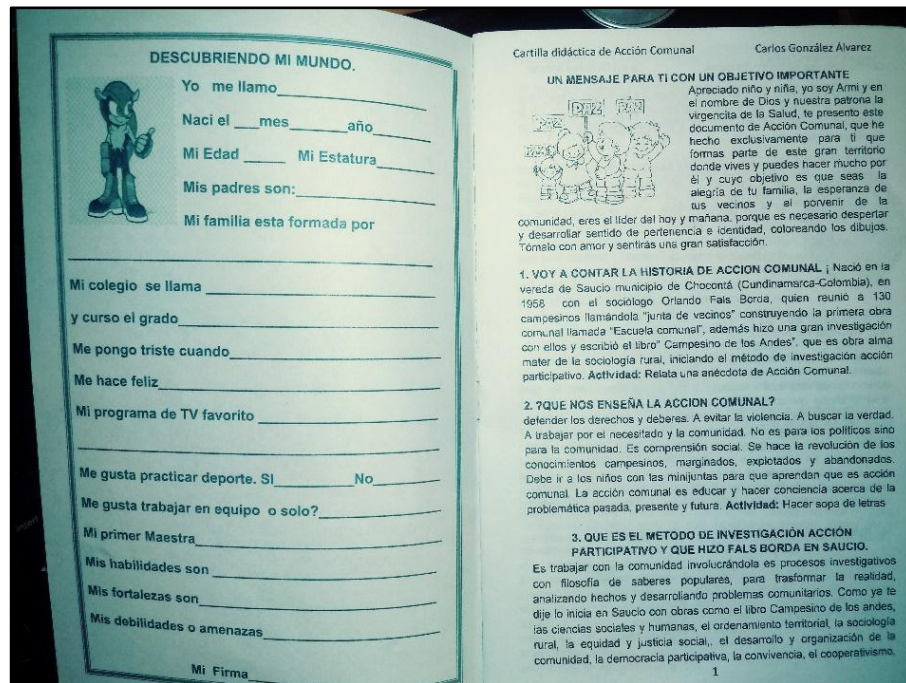 DESCUBRIENDO MI MUNDO.
Yo me llamo
Naci el ___mes___año___
Mi Edad ___ Mi Estatura
Mis padres son:
Mi familia esta formada por
Mi colegio se llama
y curso el grado
Me pongo triste cuando
Me hace feliz
Mi programa de TV favorito
Me gusta practicar deporte. SI___No___
Me gusta trabajar en equipo o solo?
Mi primer Maestra
Mis habilidades son
Mis fortalezas son
Mis debilidades o amenazas
Mi Firma
Cartilla didáctica de Acción Comunal Carlos González Álvarez
UN MENSAJE PARA TI CON UN OBJETIVO IMPORTANTE
PAZ PAZ
Apreciado niño y niña, yo soy Armi y en
el nombre de Dios y nuestra patrona la
virgencita de la Salud, te presento este
documento de Acción Comunal, que he
hecho exclusivamente para ti que
formas parte de este gran territorio
donde vives y puedes hacer mucho por
él y cuyo objetivo es que seas la
alegría de tu familia, la esperanza de
tus vecinos y el porvenir de la
comunidad, eres el líder del hoy y mañana, porque es necesario despertar
y desarrollar sentido de pertenencia e identidad, coloreando los dibujos.
Tómalo con amor y sentirás una gran satisfacción.
1. VOY A CONTAR LA HISTORIA DE ACCION COMUNAL ¡ Nació en la
vereda de Saucio municipio de Chocontá (Cundinamarca-Colombia), en
1958 con el sociólogo Orlando Fals Borda, quien reunió a 130
campesinos llamándola "junta de vecinos" construyendo la primera obra
comunal llamada "Escuela comunal", además hizo una gran investigación
con ellos y escribió el libro" Campesino de los Andes", que es obra alma
mater de la sociología rural, iniciando el método de investigación acción
participativo. Actividad: Relata una anécdota de Acción Comunal.
2. ?QUE NOS ENSEÑA LA ACCION COMUNAL?
defender los derechos y deberes. A evitar la violencia. A buscar la verdad.
A trabajar por el necesitado y la comunidad. No es para los políticos sino
para la comunidad. Es comprensión social. Se hace la revolución de los
conocimientos campesinos, marginados, explotados y abandonados.
Debe ir a los niños con las minijuntas para que aprendan que es acción
comunal. La acción comunal es educar y hacer conciencia acerca de la
problemática pasada, presente y futura. Actividad: Hacer sopa de letras
3. QUE ES EL METODO DE INVESTIGACIÓN ACCIÓN
PARTICIPATIVO Y QUE HIZO FALS BORDA EN SAUCIO.
Es trabajar con la comunidad involucrándola es procesos investigativos
con filosofía de saberes populares, para trasformar la realidad,
analizando hechos y desarrollando problemas comunitarios. Como ya te
dije lo inicia en Saucio con obras como el libro Campesino de los andes,
las ciencias sociales y humanas, el ordenamiento territorial, la sociología
rural, la equidad y justicia social,, el desarrollo y organización de la
comunidad, la democracia participativa, la convivencia, el cooperativismo,
1